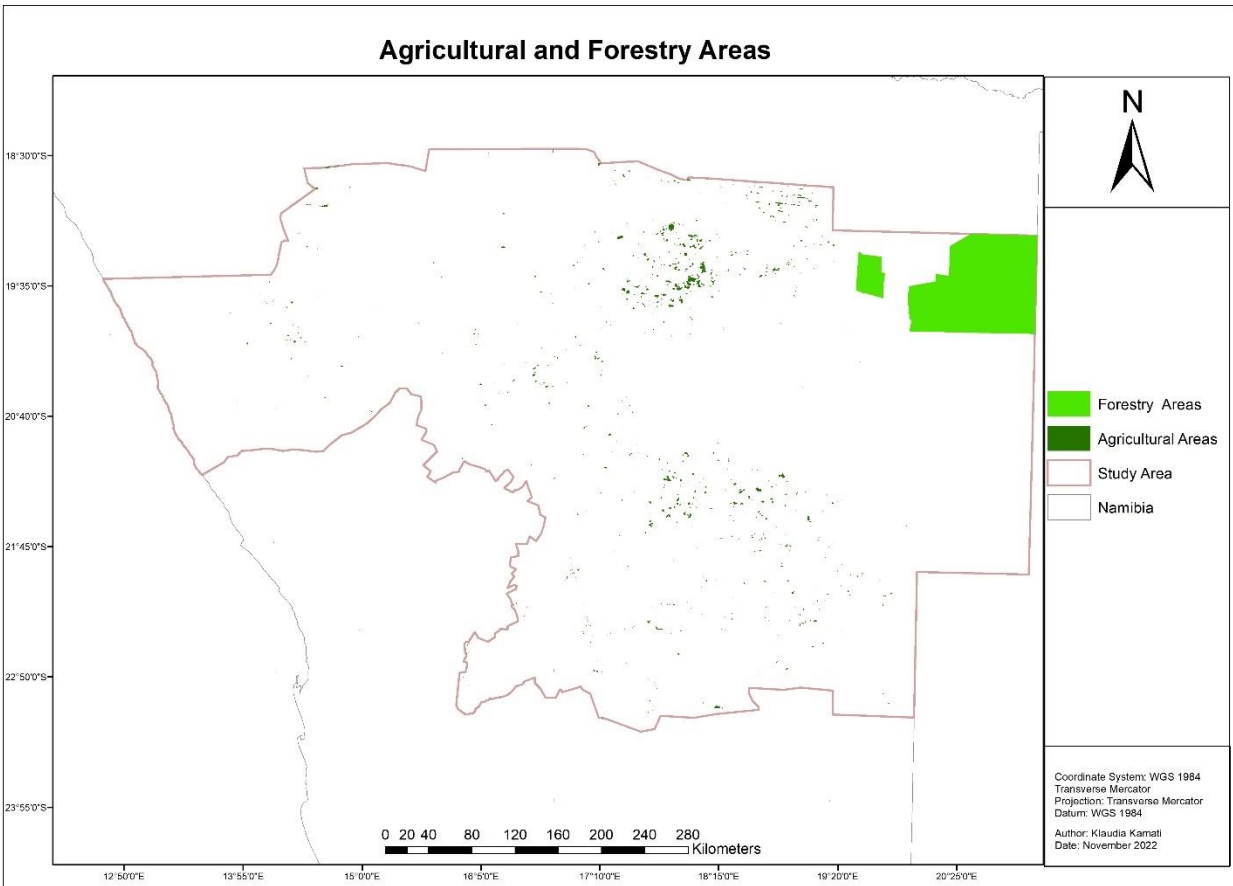 Agricultural and Forestry Areas
N
18°30'0"S
19°35'0"S
20°40'0"S
21°45'0"S
22°50'0"S
23°55'0"S
12°50'0"E
13°55'0"E
15°0'0"E
16°5'0"E
17°10'0"E
18°15'0"E
19°20'0"E
20°25'0"E
0 20 40 80 120 160 200 240 280
Kilometers
Forestry Areas
Agricultural Areas
Study Area
Namibia
Coordinate System: WGS 1984
Transverse Mercator
Projection: Transverse Mercator
Datum: WGS 1984
Author: Klaudia Kamati
Date: November 2022